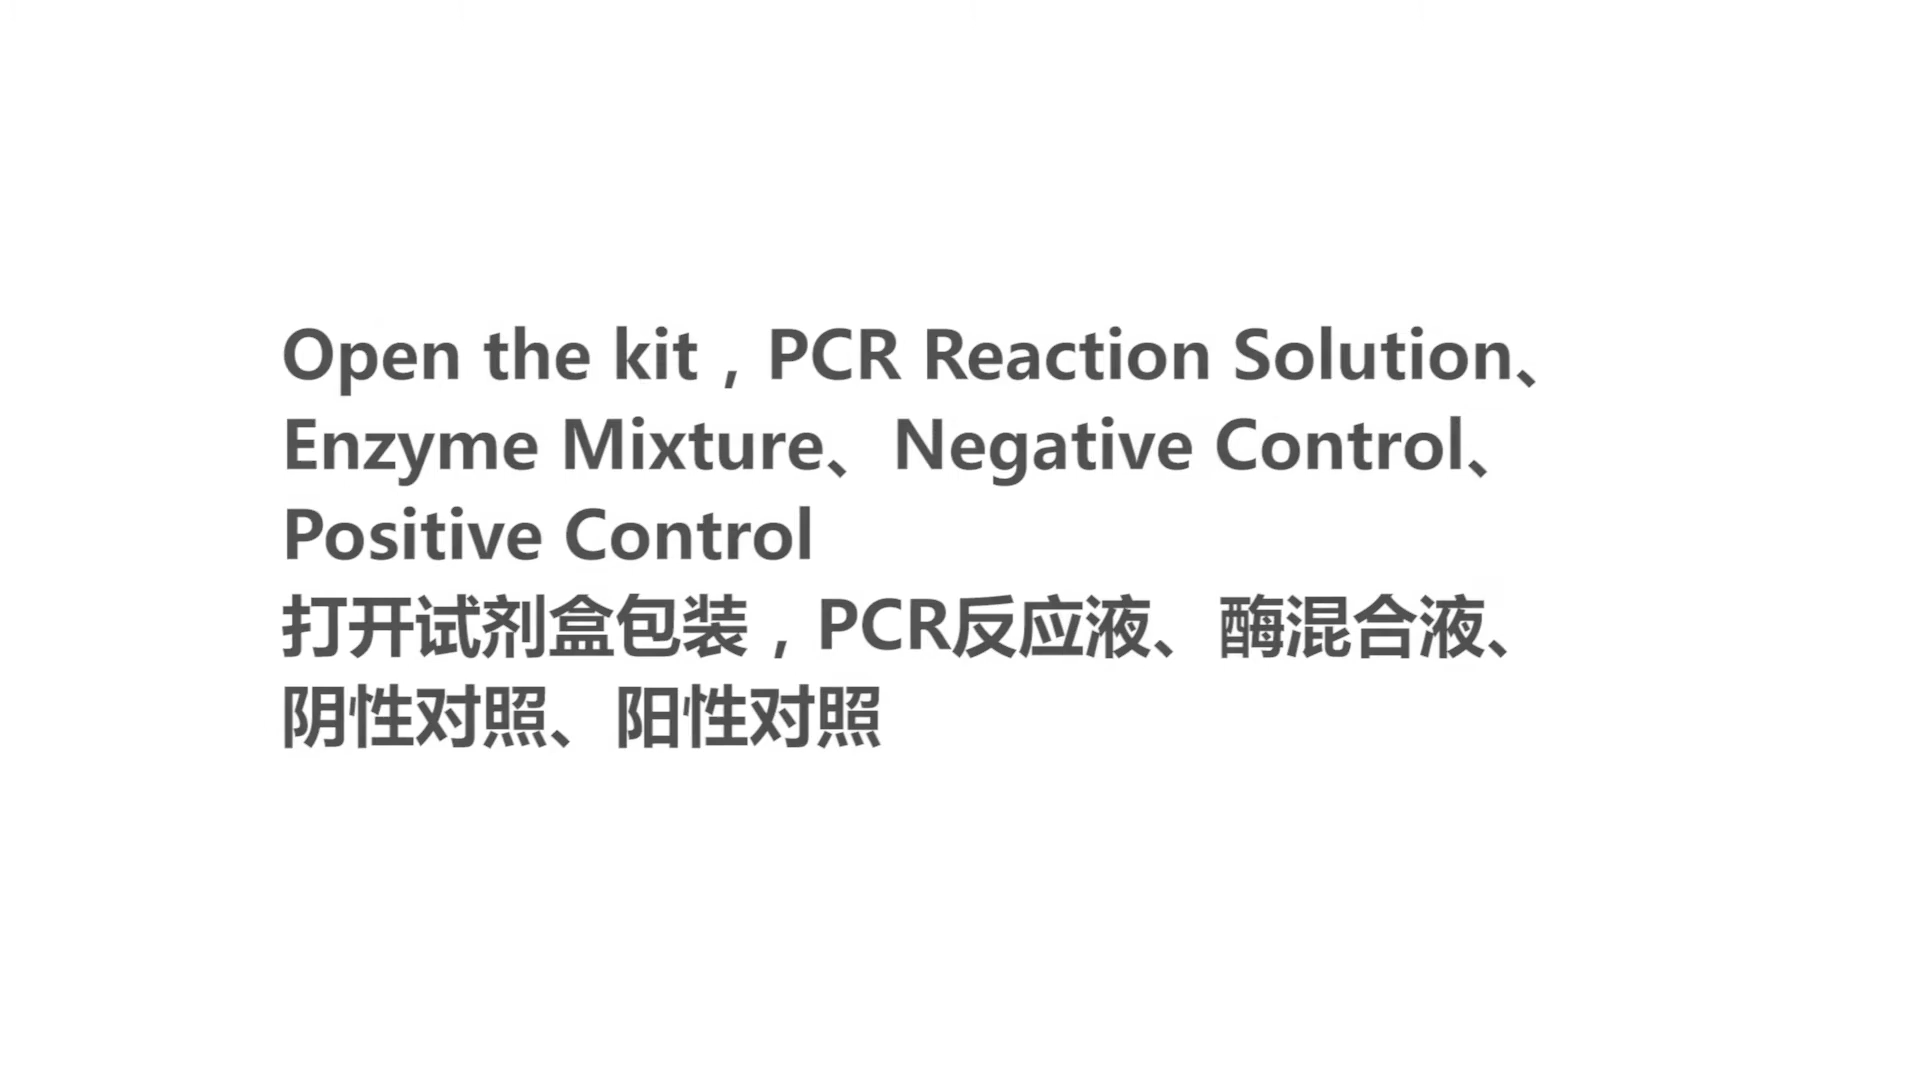 Open the kit，PCR Reaction Solution、
Enzyme Mixture、Negative Control、
Positive Control
打开试剂盒包装，PCR反应液、酶混合液、
阴性对照、阳性对照